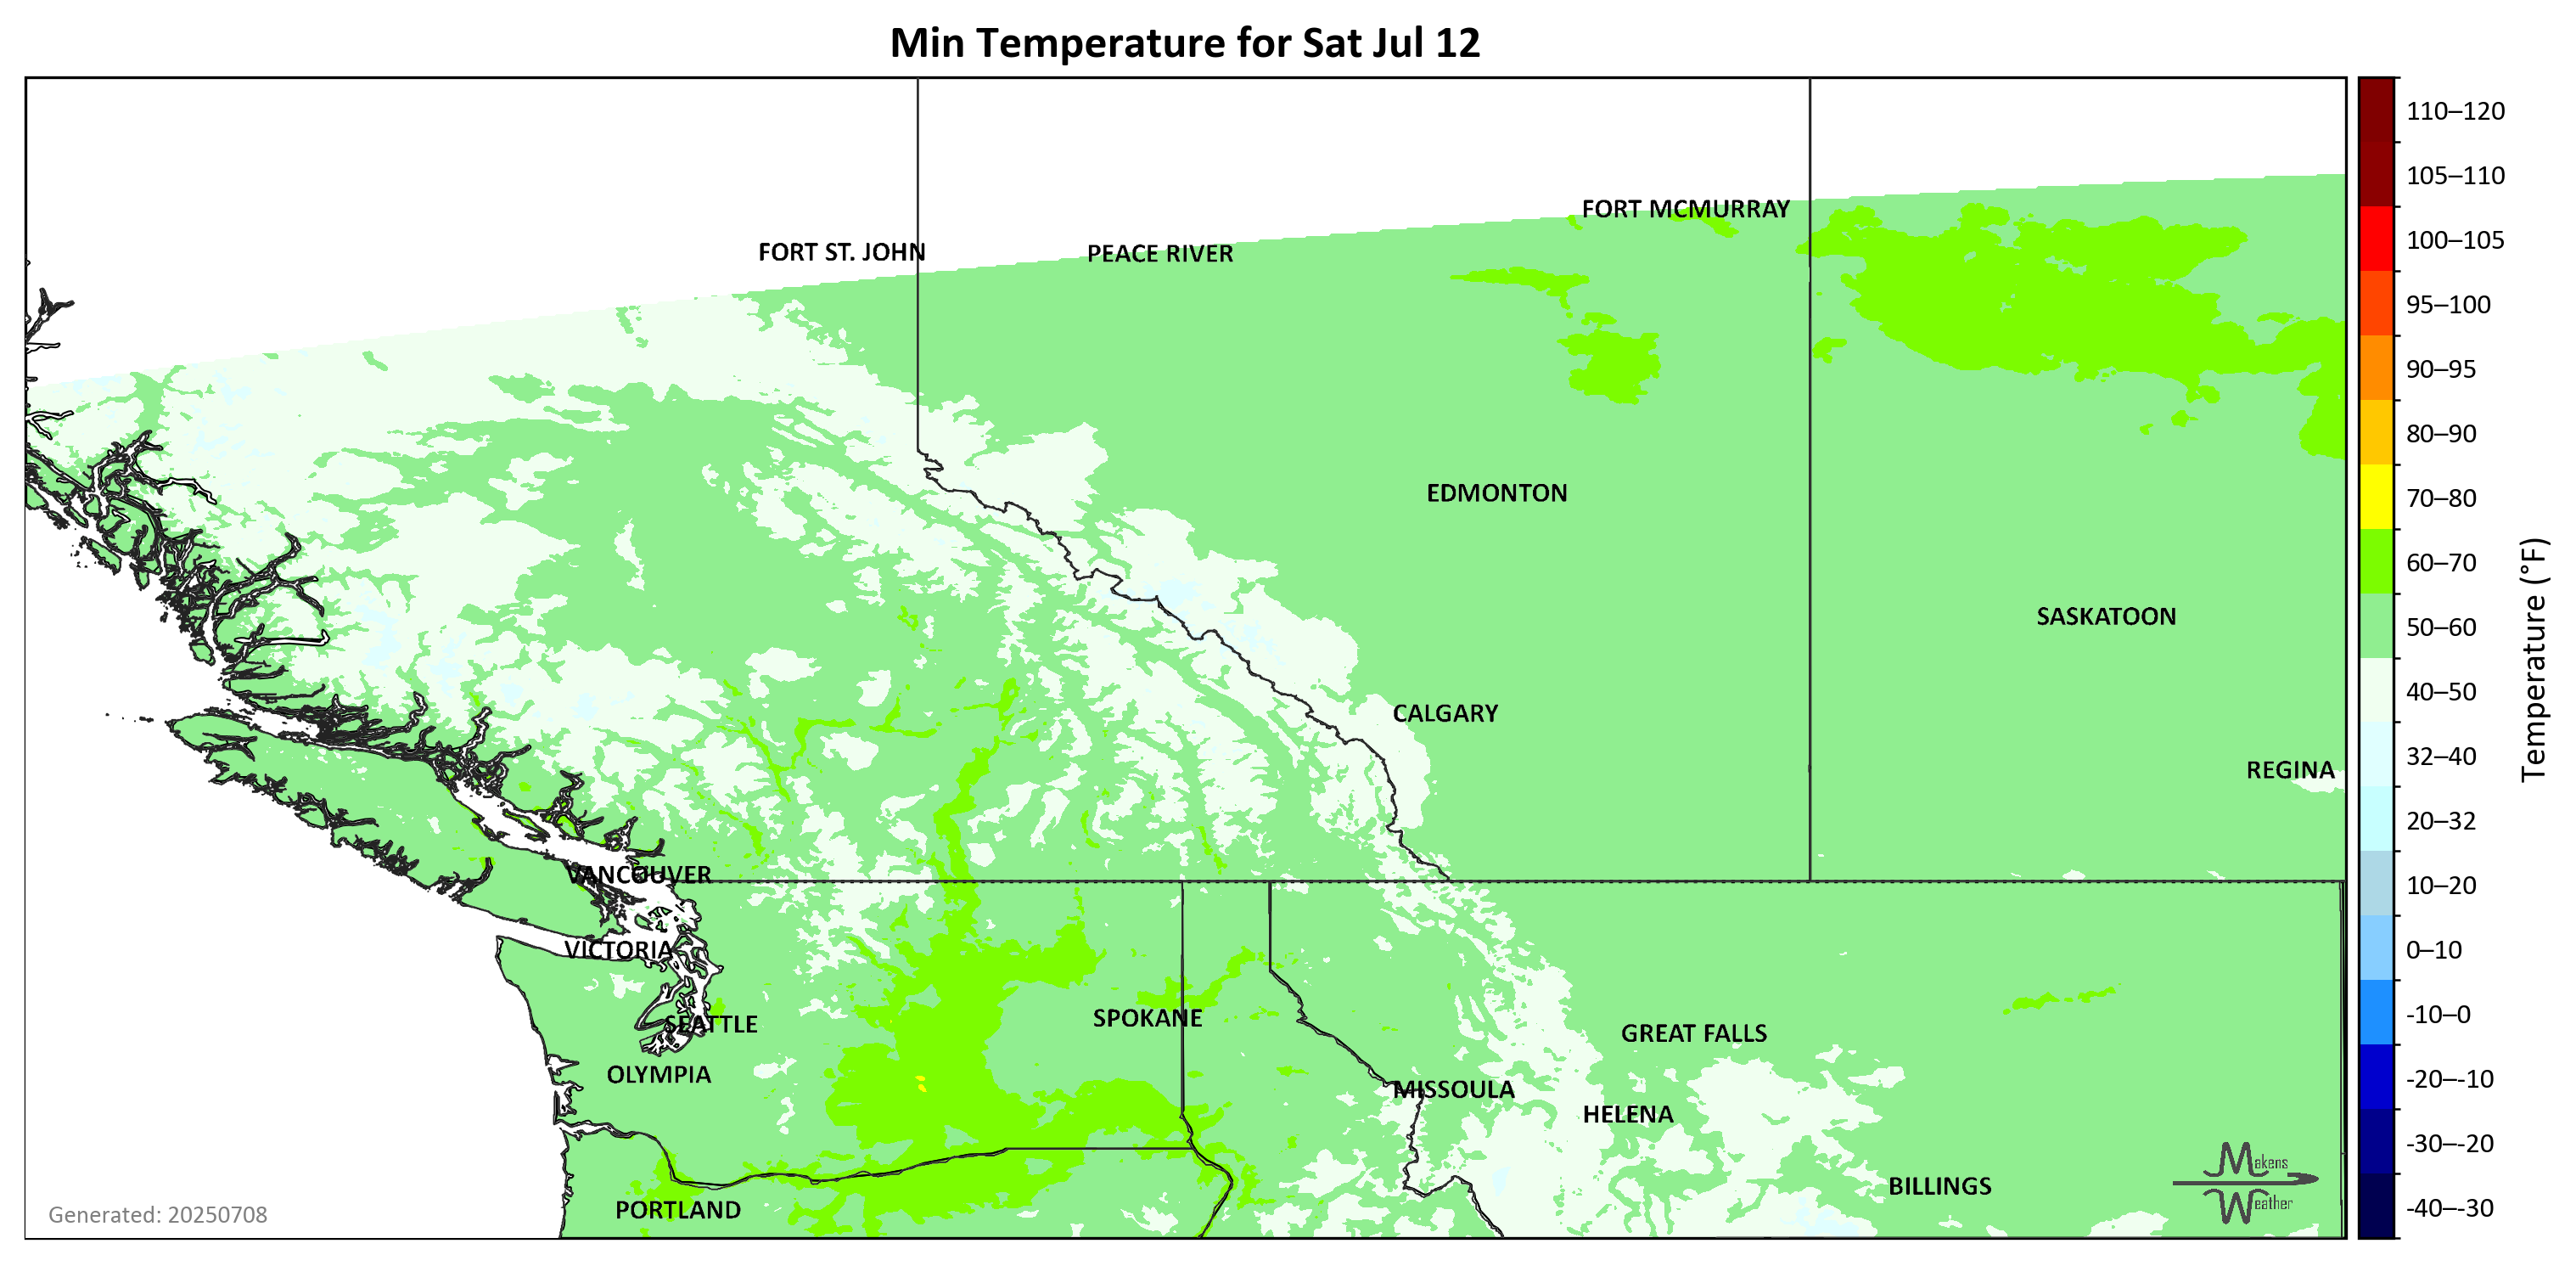 Min Temperature for Sat Jul 12
FORT MCMURRAY
FORT ST. JOHN
PEACE RIVER
EDMONTON
SASKATOON
CALGARY
REGINA
VANCOUVER
VICTORIA
SEATTLE
SPOKANE
GREAT FALLS
OLYMPIA
MISSOULA
HELENA
BILLINGS
PORTLAND
Makens
Weather
Generated: 20250708
110–120
105–110
100–105
95–100
90–95
80–90
70–80
60–70
50–60
40–50
32–40
20–32
10–20
0–10
-10–0
-20–-10
-30–-20
-40–-30
Temperature (°F)